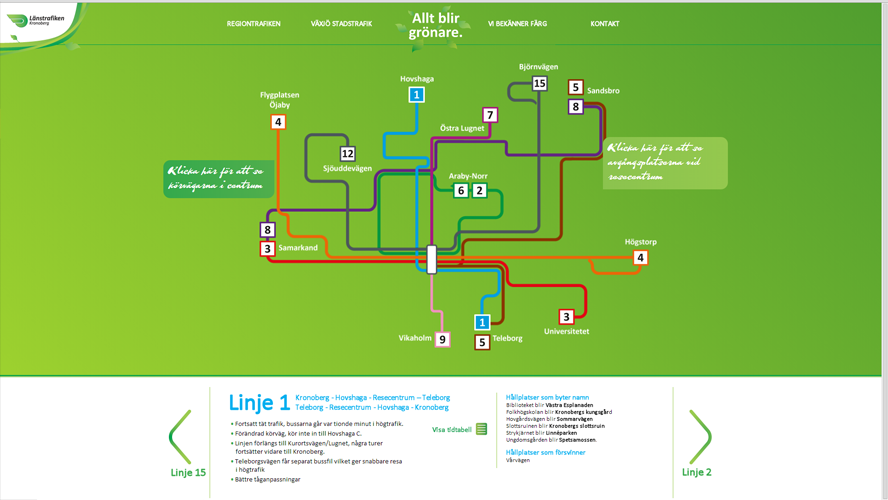 Länstrafiken
Kronoberg
REGIONTRAFIKEN
VÄXJÖ STADSTRAFIK
Allt blir
grönare.
VI BEKÄNNER FÄRG
KONTAKT
Björnvägen
15
Hovshaga
1
5
Sandsbro
8
Flygplatsen
Öjaby
4
7
Östra Lugnet
12
Sjöuddevägen
Klicka här för att se
avgångsplatserna vid
resecentrum
Klicka här för att se
körvägarna i centrum
Araby-Norr
6 2
8
3
Samarkand
Högstorp
4
1
5
Teleborg
3
Universitetet
Vikaholm
9
Linje 1
Kronoberg - Hovshaga - Resecentrum – Teleborg
Teleborg - Resecentrum - Hovshaga - Kronoberg
• Fortsatt tät trafik, bussarna går var tionde minut i högtrafik.
• Förändrad körväg, kör inte in till Hovshaga C.
• Linjen förlängs till Kurortsvägen/Lugnet, några turer
fortsätter vidare till Kronoberg.
• Teleborgsvägen får separat bussfil vilket ger snabbare resa
i högtrafik
• Bättre tåganpassningar
Visa tidtabell
Hållplatser som byter namn
Biblioteket blir Västra Esplanaden
Folkhögskolan blir Kronobergs kungsgård
Hovgårdsvägen blir Sommarvägen
Slottsruinen blir Kronobergs slottsruin
Strykjärnet blir Linnéparken
Ungdomsgården blir Spetsamossen.
Hållplatser som försvinner
Vårvägen
Linje 15
Linje 2